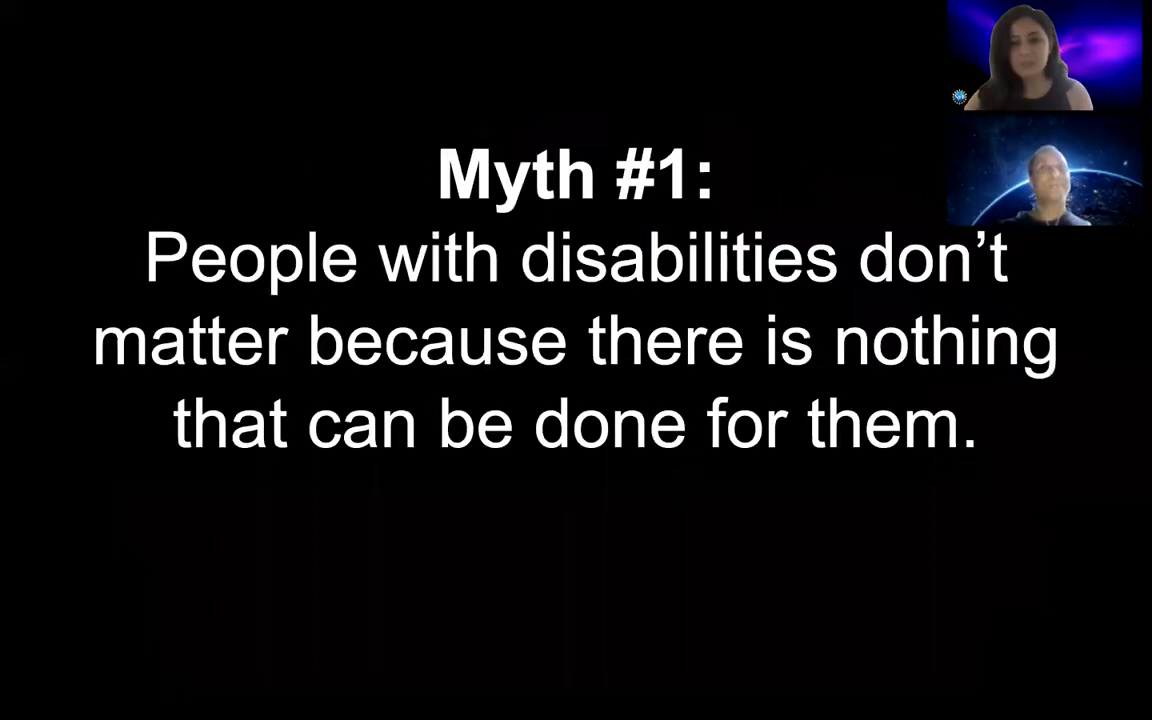 Myth #1:
People with disabilities don’t
matter because there is nothing
that can be done for them.